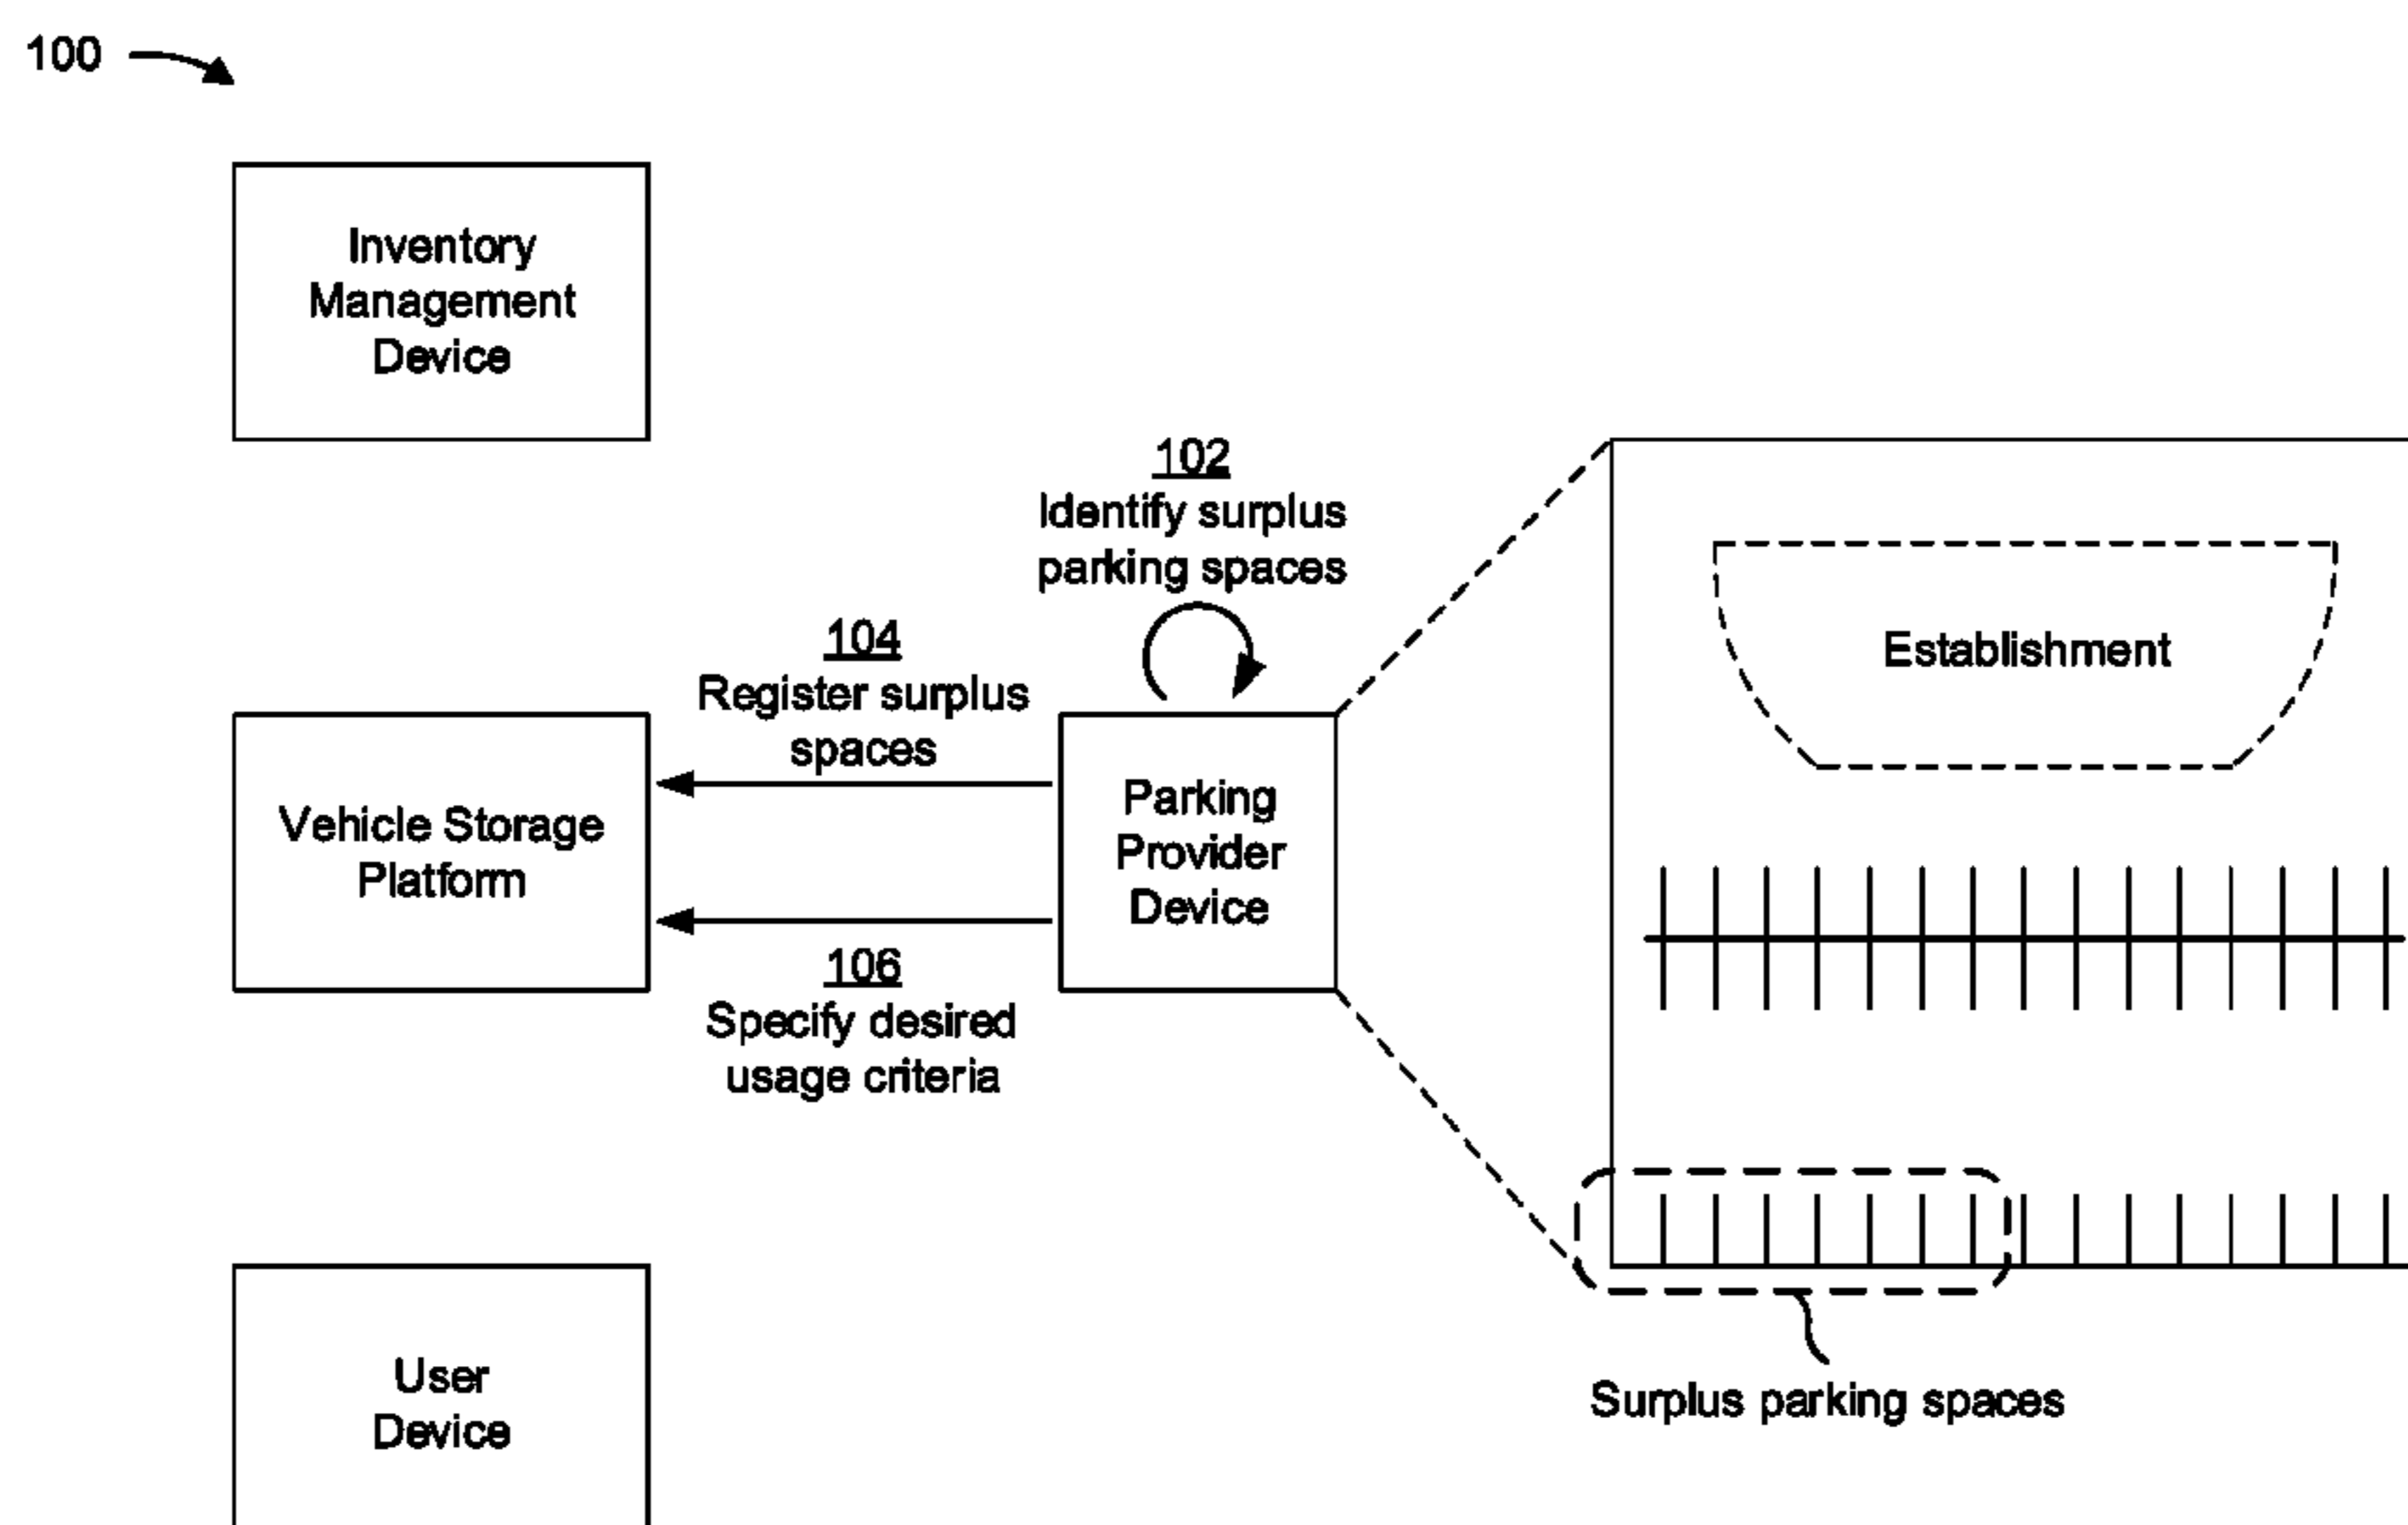 100
Inventory
Management
Device
102
Identify surplus
parking spaces
104
Register surplus
spaces
Establishment
Vehicle Storage
Platform
Parking
Provider
Device
106
Specify desired
usage criteria
User
Device
Surplus parking spaces